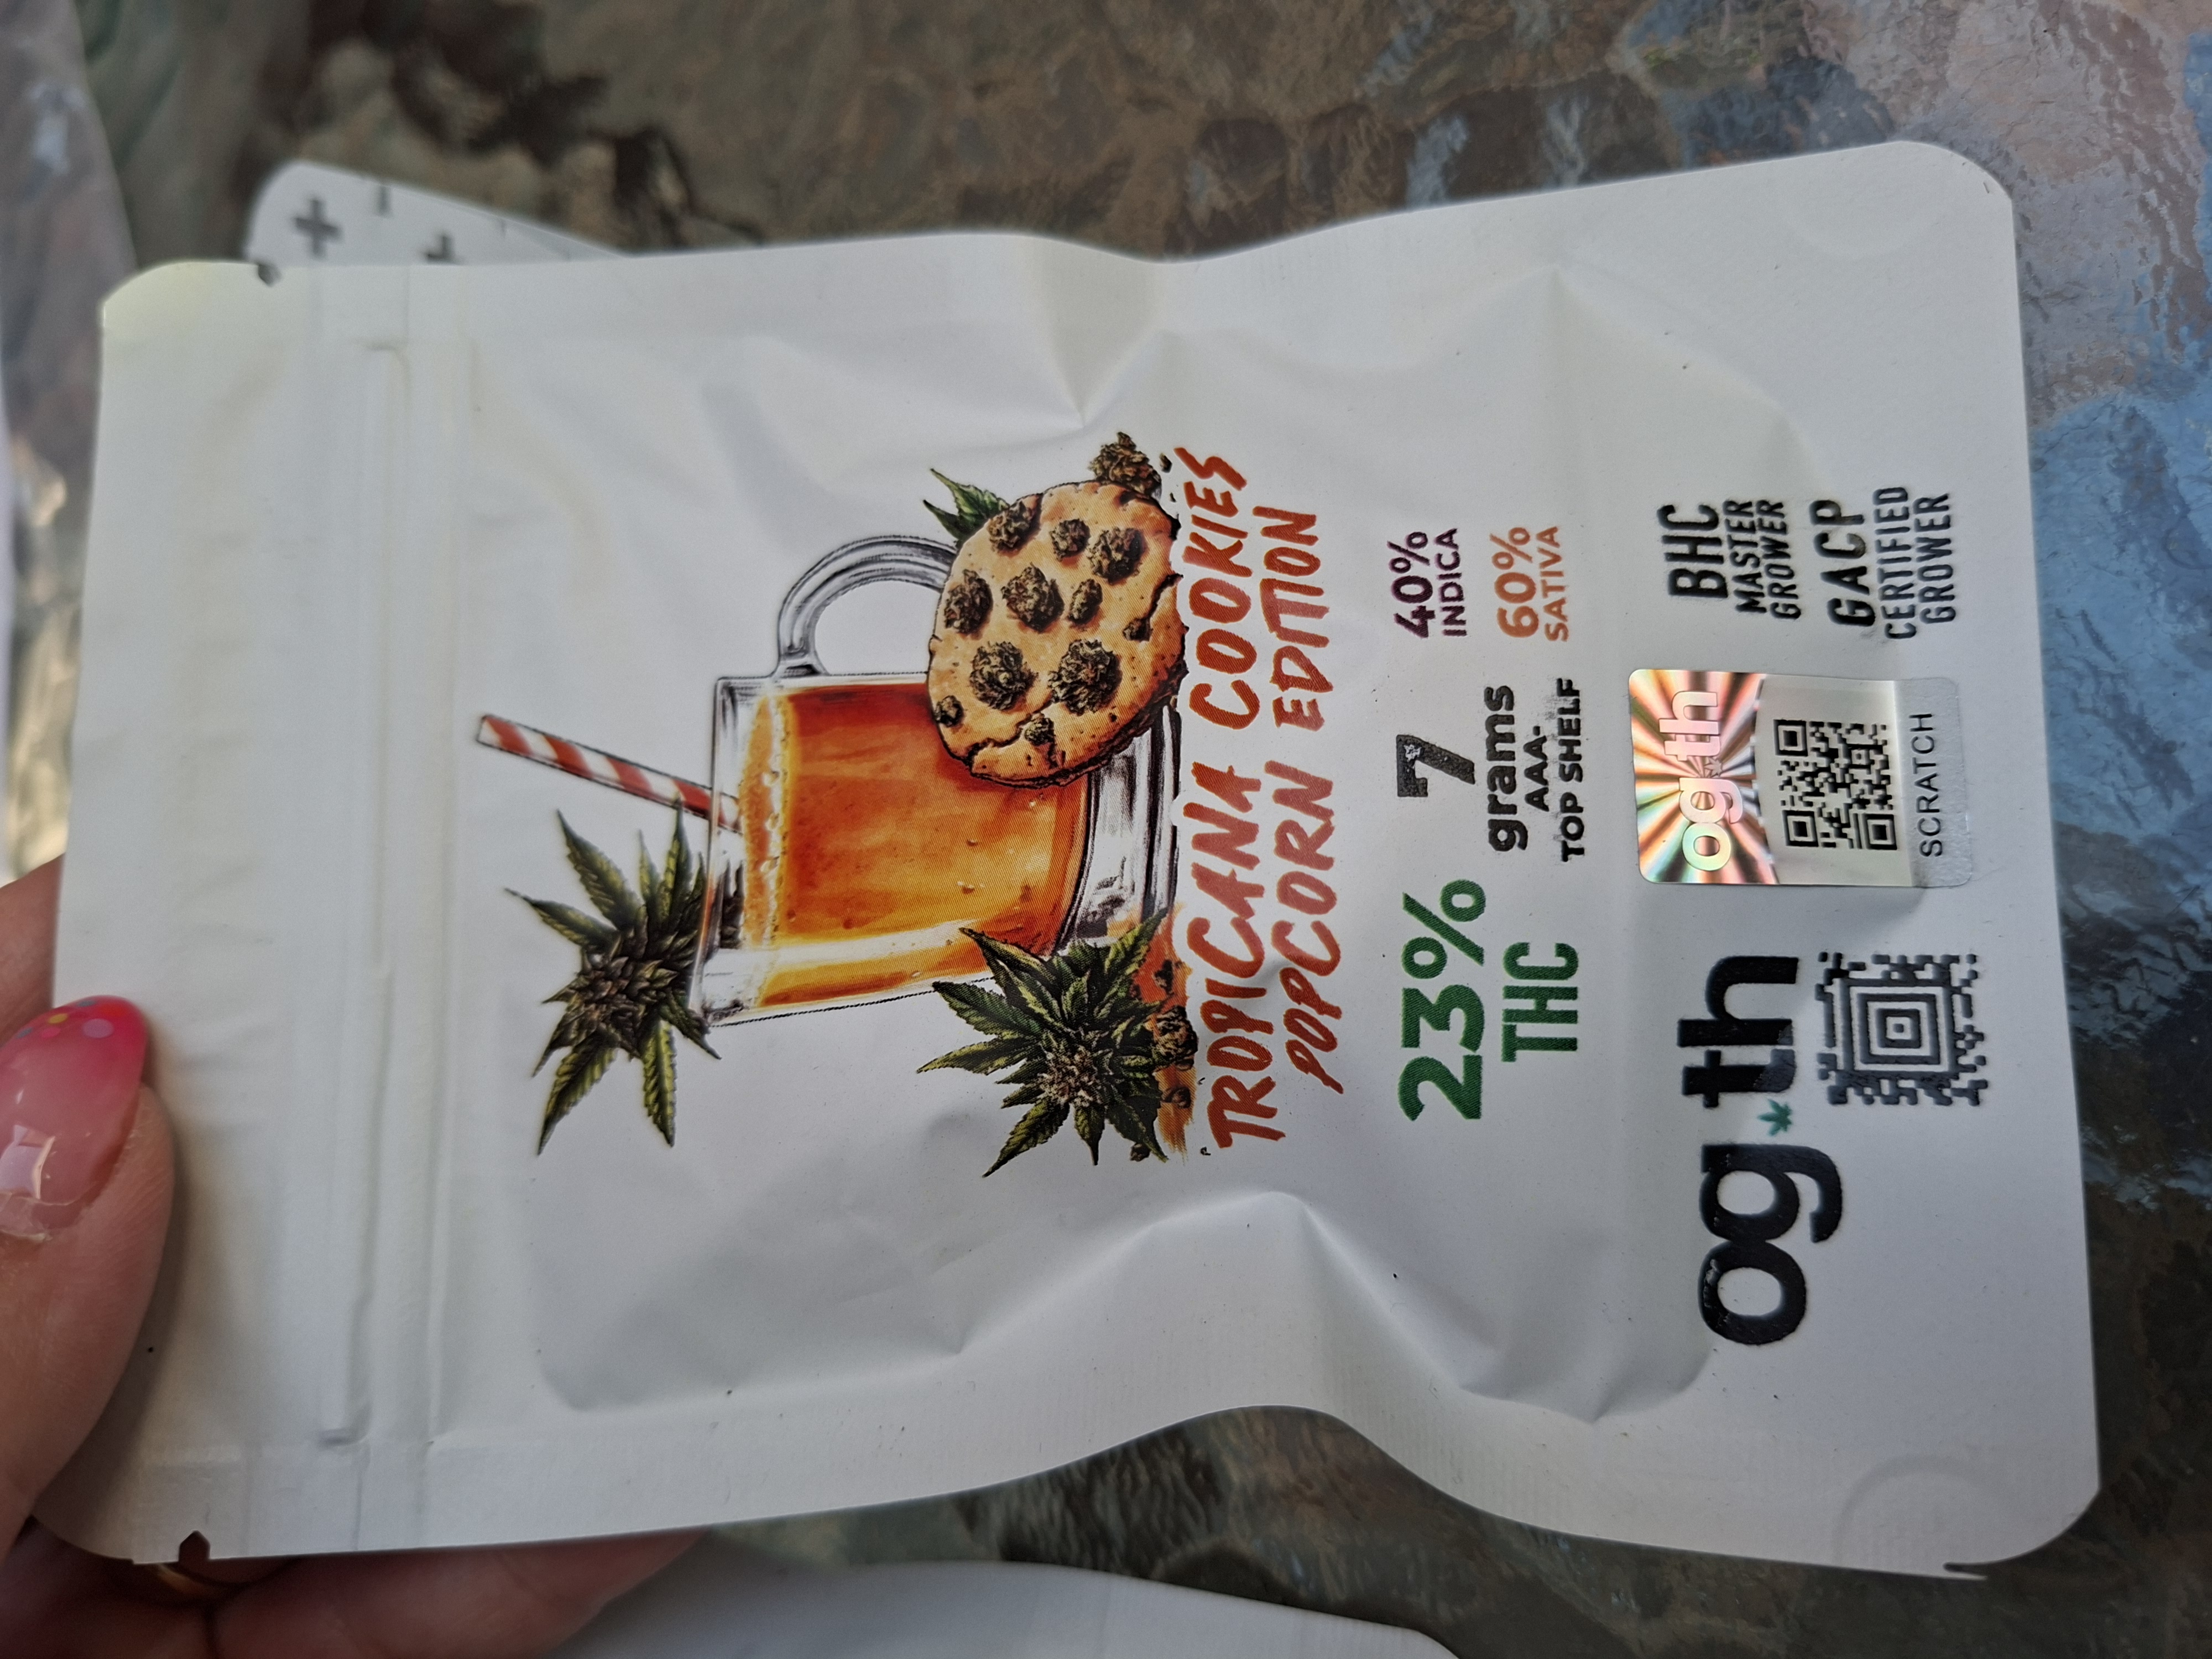 TROPICANA COOKIES
POPCORN EDITION
23%
THC
7
grams
AAA-
TOP SHELF
40%
INDICA
60%
SATIVA
og.th
og.th
SCRATCH
BHC
MASTER
GROWER
GACP
CERTIFIED
GROWER